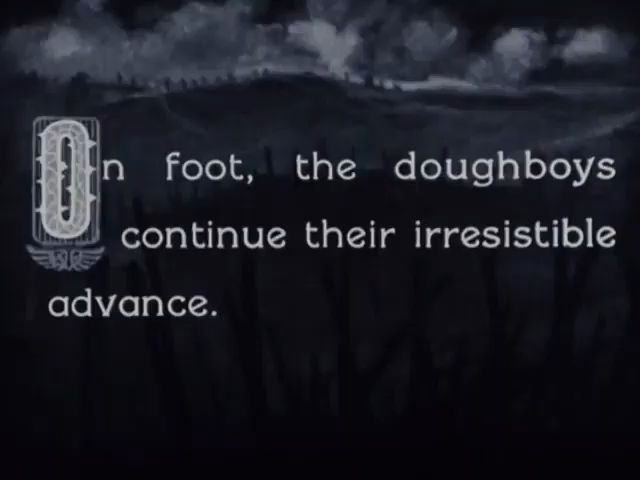 On foot, the doughboys
continue their irresistible
advance.